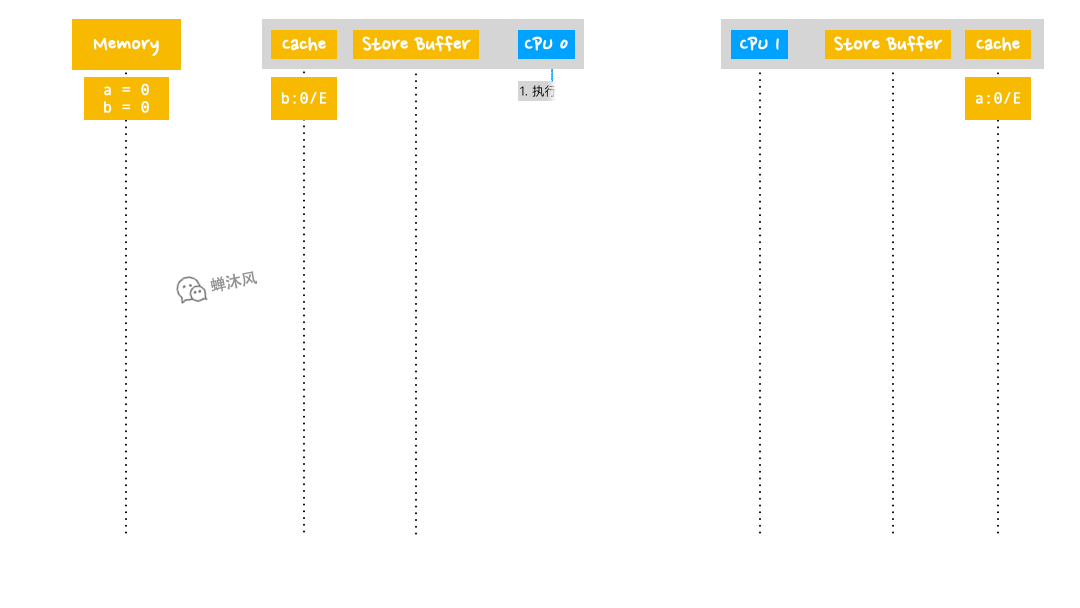 Memory
cache
Store Buffer
CPU 0
CPU 1
Store Buffer
cache
a = 0
b = 0
b:0/E
1. 执行
a:0/E
蝉沐风